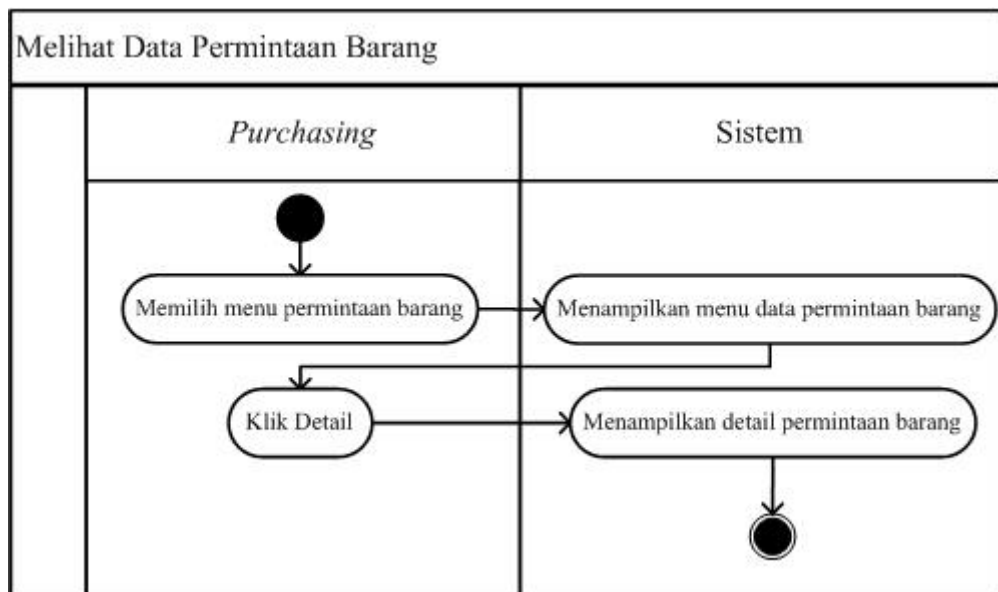 Melihat Data Permintaan Barang
Purchasing
Sistem
Memilih menu permintaan barang
Menampilkan menu data permintaan barang
Klik Detail
Menampilkan detail permintaan barang